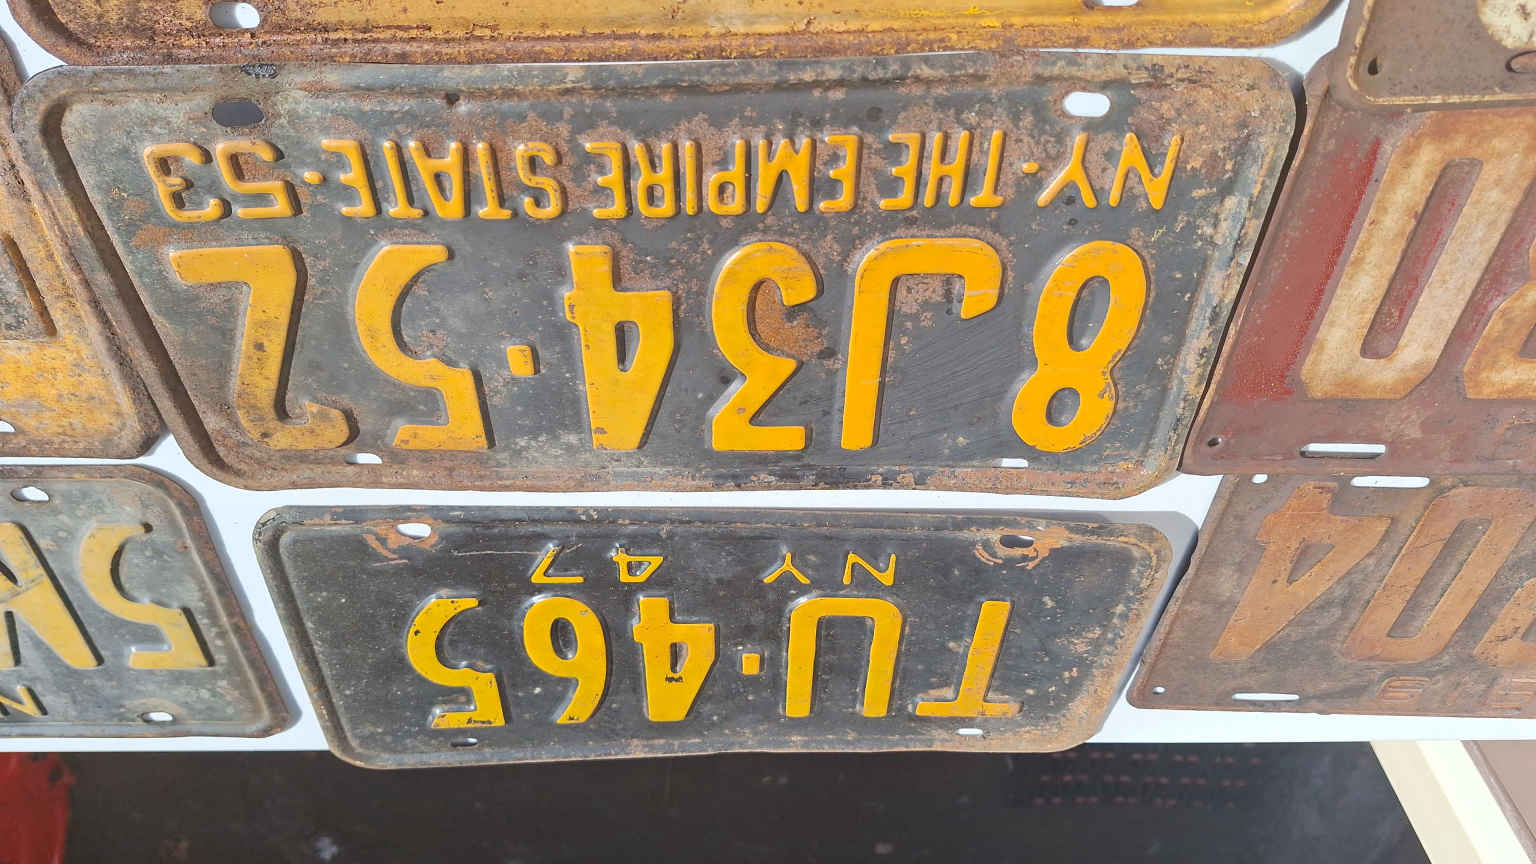 TU·465
NY 47
8J34·52
NY·THE EMPIRE STATE·53